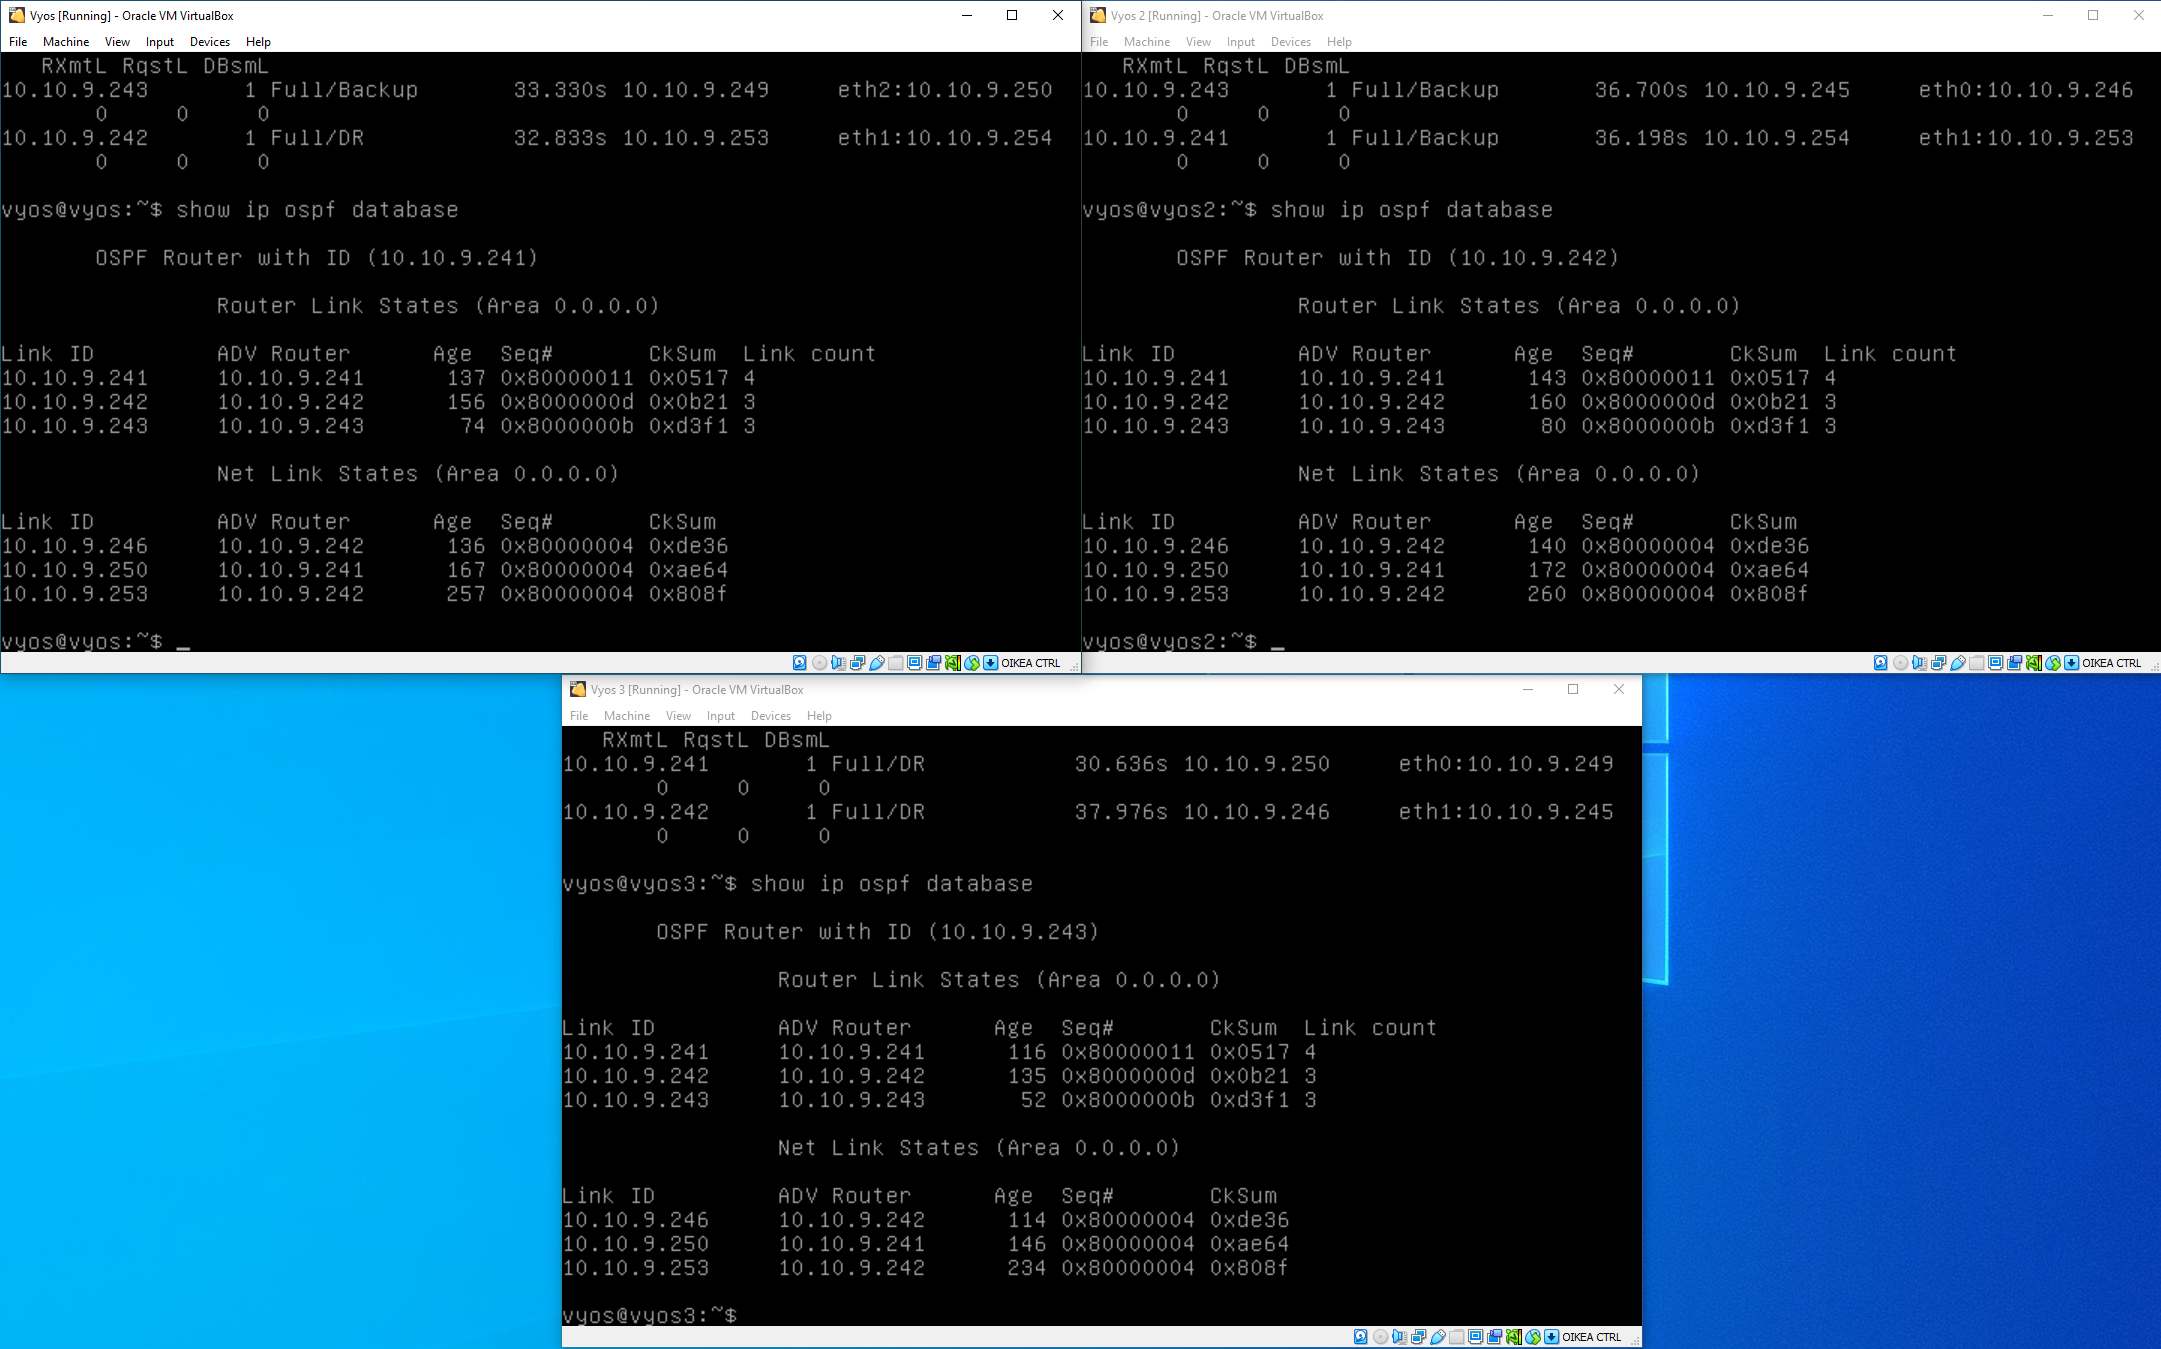 Vyos [Running] - Oracle VM VirtualBox
File Machine View Input Devices Help
RXmtL RqstL DBsmL
10.10.9.243 1 Full/Backup 33.330s 10.10.9.249 eth2:10.10.9.250
0 0 0
10.10.9.242 1 Full/DR 32.833s 10.10.9.253 eth1:10.10.9.254
0 0 0
vyos@vyos:~$ show ip ospf database
OSPF Router with ID (10.10.9.241)
Router Link States (Area 0.0.0.0)
Link ID ADV Router Age Seq# CkSum Link count
10.10.9.241 10.10.9.241 137 0x80000011 0x0517 4
10.10.9.242 10.10.9.242 156 0x8000000d 0x0b21 3
10.10.9.243 10.10.9.243 74 0x8000000b 0xd3f1 3
Net Link States (Area 0.0.0.0)
Link ID ADV Router Age Seq# CkSum
10.10.9.246 10.10.9.242 136 0x80000004 0xde36
10.10.9.250 10.10.9.241 167 0x80000004 0xae64
10.10.9.253 10.10.9.242 257 0x80000004 0x808f
vyos@vyos:~$ _
OIKEA CTRL
Vyos 2 [Running] - Oracle VM VirtualBox
File Machine View Input Devices Help
RXmtL RqstL DBsmL
10.10.9.243 1 Full/Backup 36.700s 10.10.9.245 eth0:10.10.9.246
0 0 0
10.10.9.241 1 Full/Backup 36.198s 10.10.9.254 eth1:10.10.9.253
0 0 0
vyos@vyos2:~$ show ip ospf database
OSPF Router with ID (10.10.9.242)
Router Link States (Area 0.0.0.0)
Link ID ADV Router Age Seq# CkSum Link count
10.10.9.241 10.10.9.241 143 0x80000011 0x0517 4
10.10.9.242 10.10.9.242 160 0x8000000d 0x0b21 3
10.10.9.243 10.10.9.243 80 0x8000000b 0xd3f1 3
Net Link States (Area 0.0.0.0)
Link ID ADV Router Age Seq# CkSum
10.10.9.246 10.10.9.242 140 0x80000004 0xde36
10.10.9.250 10.10.9.241 172 0x80000004 0xae64
10.10.9.253 10.10.9.242 260 0x80000004 0x808f
vyos@vyos2:~$ _
OIKEA CTRL
Vyos 3 [Running] - Oracle VM VirtualBox
File Machine View Input Devices Help
RXmtL RqstL DBsmL
10.10.9.241 1 Full/DR 30.636s 10.10.9.250 eth0:10.10.9.249
0 0 0
10.10.9.242 1 Full/DR 37.976s 10.10.9.246 eth1:10.10.9.245
0 0 0
vyos@vyos3:~$ show ip ospf database
OSPF Router with ID (10.10.9.243)
Router Link States (Area 0.0.0.0)
Link ID ADV Router Age Seq# CkSum Link count
10.10.9.241 10.10.9.241 116 0x80000011 0x0517 4
10.10.9.242 10.10.9.242 135 0x8000000d 0x0b21 3
10.10.9.243 10.10.9.243 52 0x8000000b 0xd3f1 3
Net Link States (Area 0.0.0.0)
Link ID ADV Router Age Seq# CkSum
10.10.9.246 10.10.9.242 114 0x80000004 0xde36
10.10.9.250 10.10.9.241 146 0x80000004 0xae64
10.10.9.253 10.10.9.242 234 0x80000004 0x808f
vyos@vyos3:~$
OIKEA CTRL